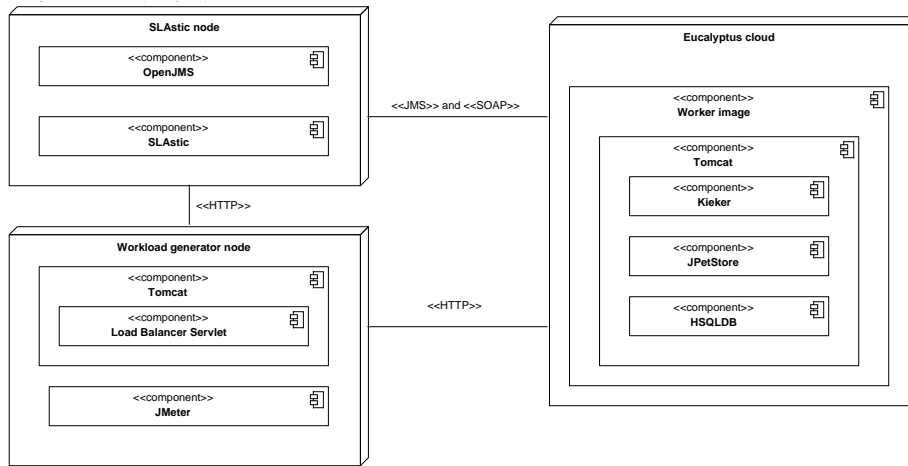 SLAstic node
<<component>>
OpenJMS
<<component>>
SLAstic
<<HTTP>>
Workload generator node
<<component>>
Tomcat
<<component>>
Load Balancer Servlet
<<component>>
JMeter
<<JMS>> and <<SOAP>>
<<HTTP>>
Eucalyptus cloud
<<component>>
Worker image
<<component>>
Tomcat
<<component>>
Kieker
<<component>>
JPetStore
<<component>>
HSQLDB